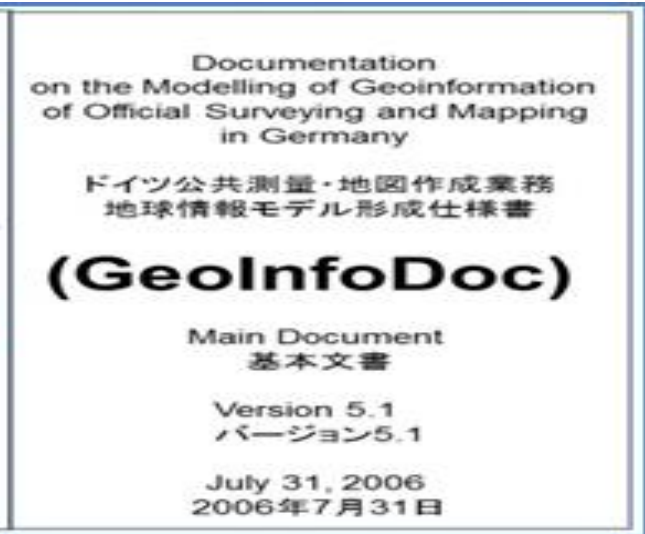 Documentation
on the Modelling of Geoinformation
of Official Surveying and Mapping
in Germany
ドイツ公共測量･地図作成業務
地球情報モデル形成仕様書
(GeoInfoDoc)
Main Document
基本文書
Version 5.1
バージョン5.1
July 31, 2006
2006年7月31日